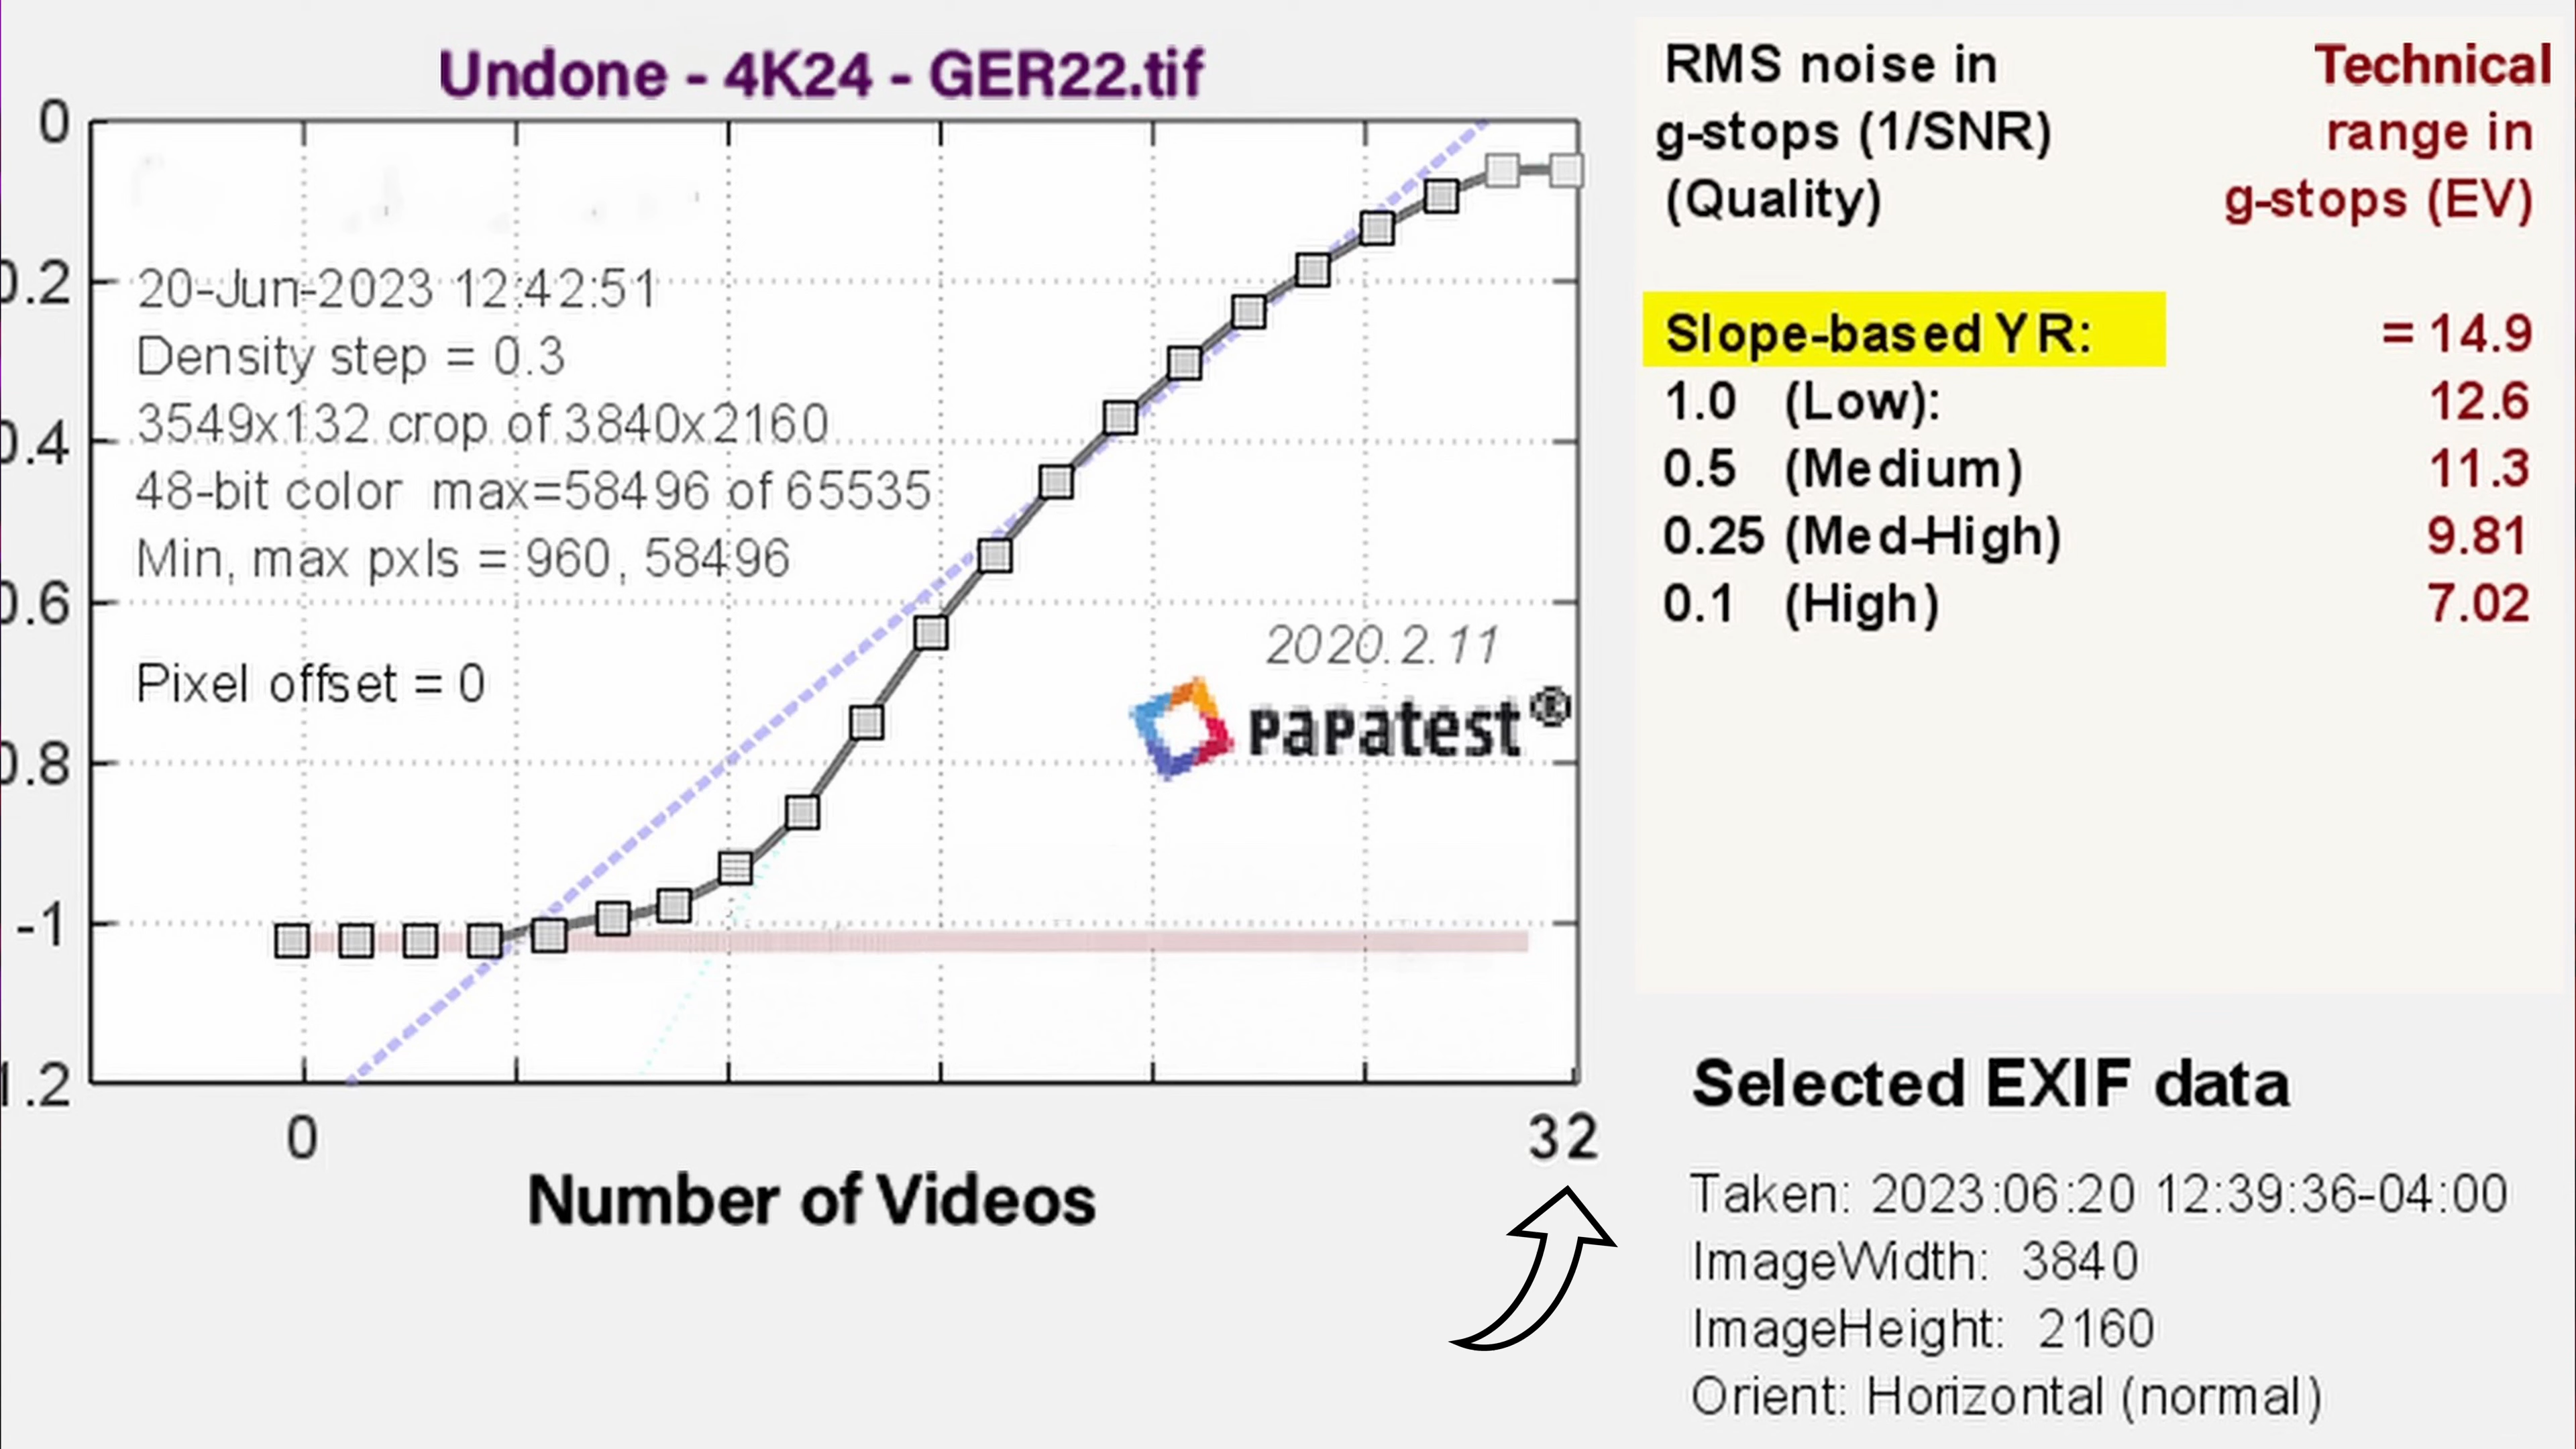 Undone - 4K24 - GER22.tif
0
0.2
0.4
0.6
0.8
-1
1.2
20-Jun-2023 12:42:51
Density step = 0.3
3549x132 crop of 3840x2160
48-bit color max=58496 of 65535
Min, max pxls = 960, 58496
Pixel offset = 0
2020.2.11
PaPatest®
0
32
Number of Videos
RMS noise in Technical
g-stops (1/SNR) range in
(Quality) g-stops (EV)
Slope-based YR: = 14.9
1.0 (Low): 12.6
0.5 (Medium) 11.3
0.25 (Med-High) 9.81
0.1 (High) 7.02
Selected EXIF data
Taken: 2023:06:20 12:39:36-04:00
ImageWidth: 3840
ImageHeight: 2160
Orient: Horizontal (normal)